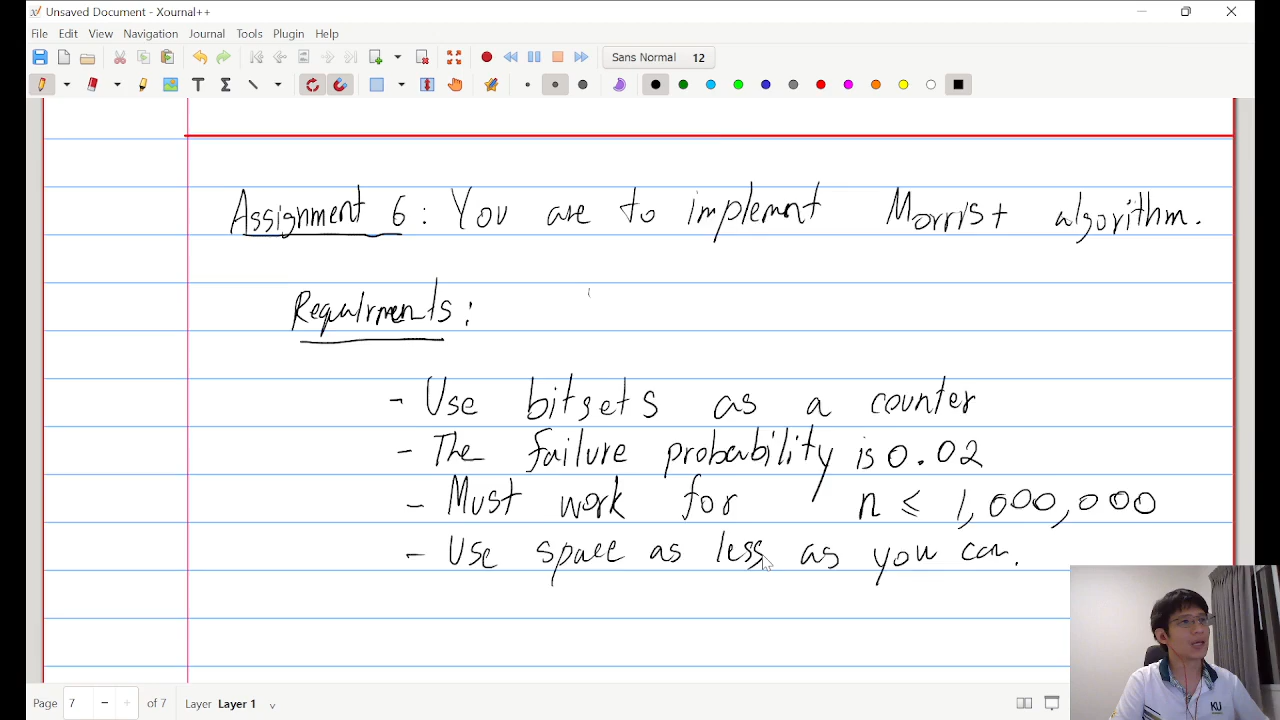 Unsaved Document - Xournal++
File Edit View Navigation Journal Tools Plugin Help
Sans Normal 12
Assignment 6 : You are to implement Morris+ algorithm.
Requirments :
- Use bitsets as a counter
- The failure probability is 0.02
- Must work for n ≤ 1,000,000
- Use space as less as you can.
KU
Page 7 of 7 Layer Layer 1